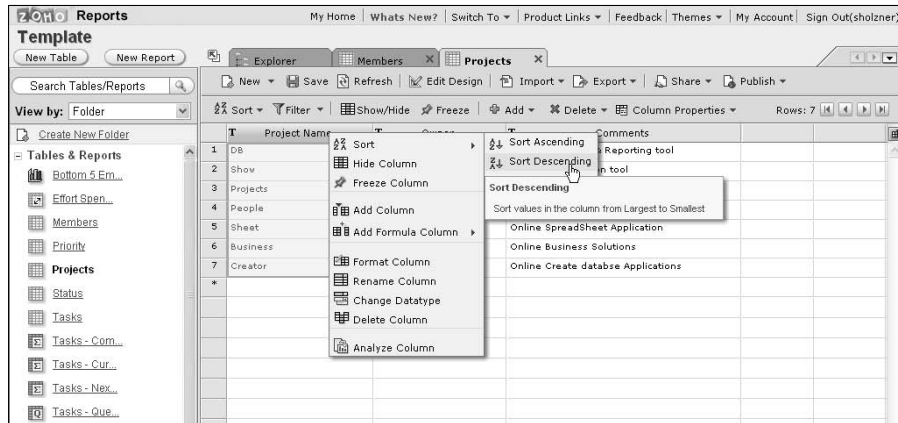 ZOHO Reports
My Home Whats New? Switch To Product Links Feedback Themes My Account Sign Out(sholzner)
Template
New Table New Report
Explorer Members X Projects X
Search Tables/Reports
New Save Refresh Edit Design Import Export Share Publish
View by: Folder
Sort Filter Show/Hide Freeze Add Delete Column Properties Rows: 7
Create New Folder
T Project Name T Owner T Comments
Tables & Reports
Bottom 5 Em...
Effort Spen...
Members
Priority
Projects
Status
Tasks
Tasks - Com...
Tasks - Cur...
Tasks - Nex...
Tasks - Que...
1 DB Reporting tool
2 Show tool
3 Projects
4 People
5 Sheet Online SpreadSheet Application
6 Business Online Business Solutions
7 Creator Online Create databse Applications
*
Sort
Hide Column
Freeze Column
Add Column
Add Formula Column
Format Column
Rename Column
Change Datatype
Delete Column
Analyze Column
Sort Ascending
Sort Descending
Sort Descending
Sort values in the column from Largest to Smallest